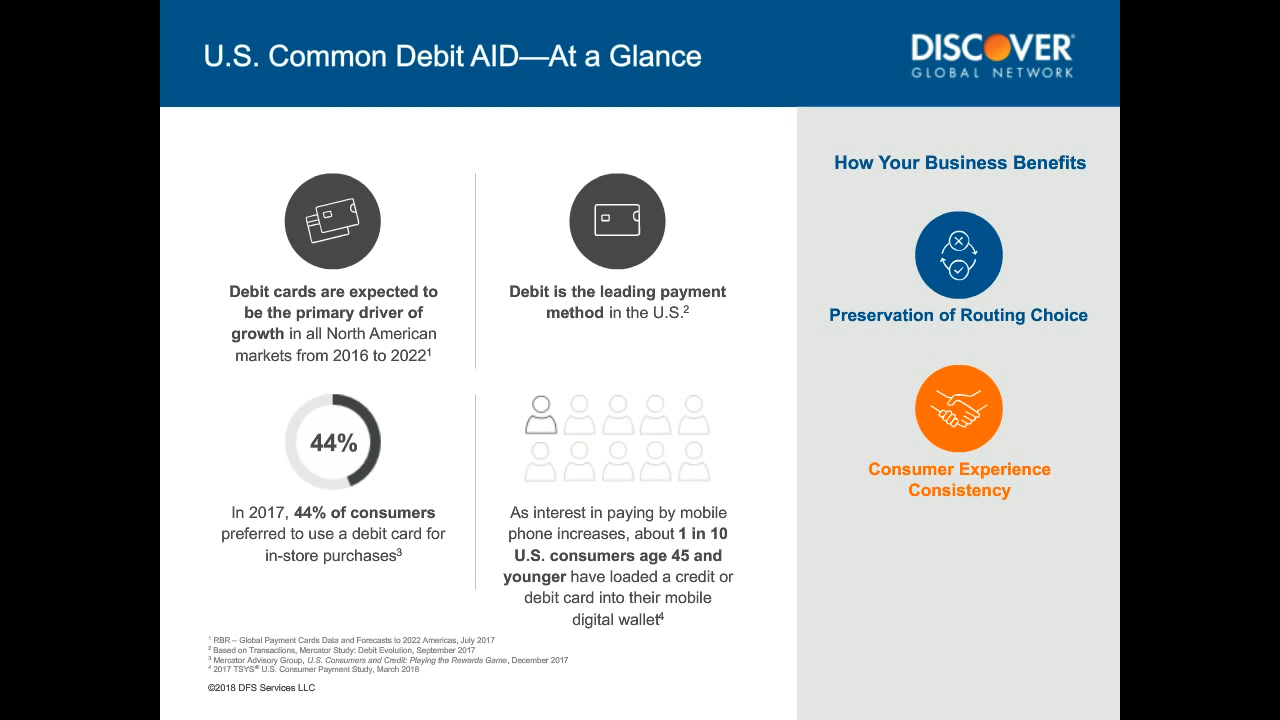 U.S. Common Debit AID—At a Glance
DISCOVER®
GLOBAL NETWORK
Debit cards are expected to
be the primary driver of
growth in all North American
markets from 2016 to 2022¹
Debit is the leading payment
method in the U.S.²
44%
In 2017, 44% of consumers
preferred to use a debit card for
in-store purchases³
As interest in paying by mobile
phone increases, about 1 in 10
U.S. consumers age 45 and
younger have loaded a credit or
debit card into their mobile
digital wallet⁴
How Your Business Benefits
Preservation of Routing Choice
Consumer Experience
Consistency
¹ RBR – Global Payment Cards Data and Forecasts to 2022 Americas, July 2017
² Based on Transactions, Mercator Study: Debit Evolution, September 2017
³ Mercator Advisory Group, U.S. Consumers and Credit: Playing the Rewards Game, December 2017
⁴ 2017 TSYS® U.S. Consumer Payment Study, March 2018
©2018 DFS Services LLC